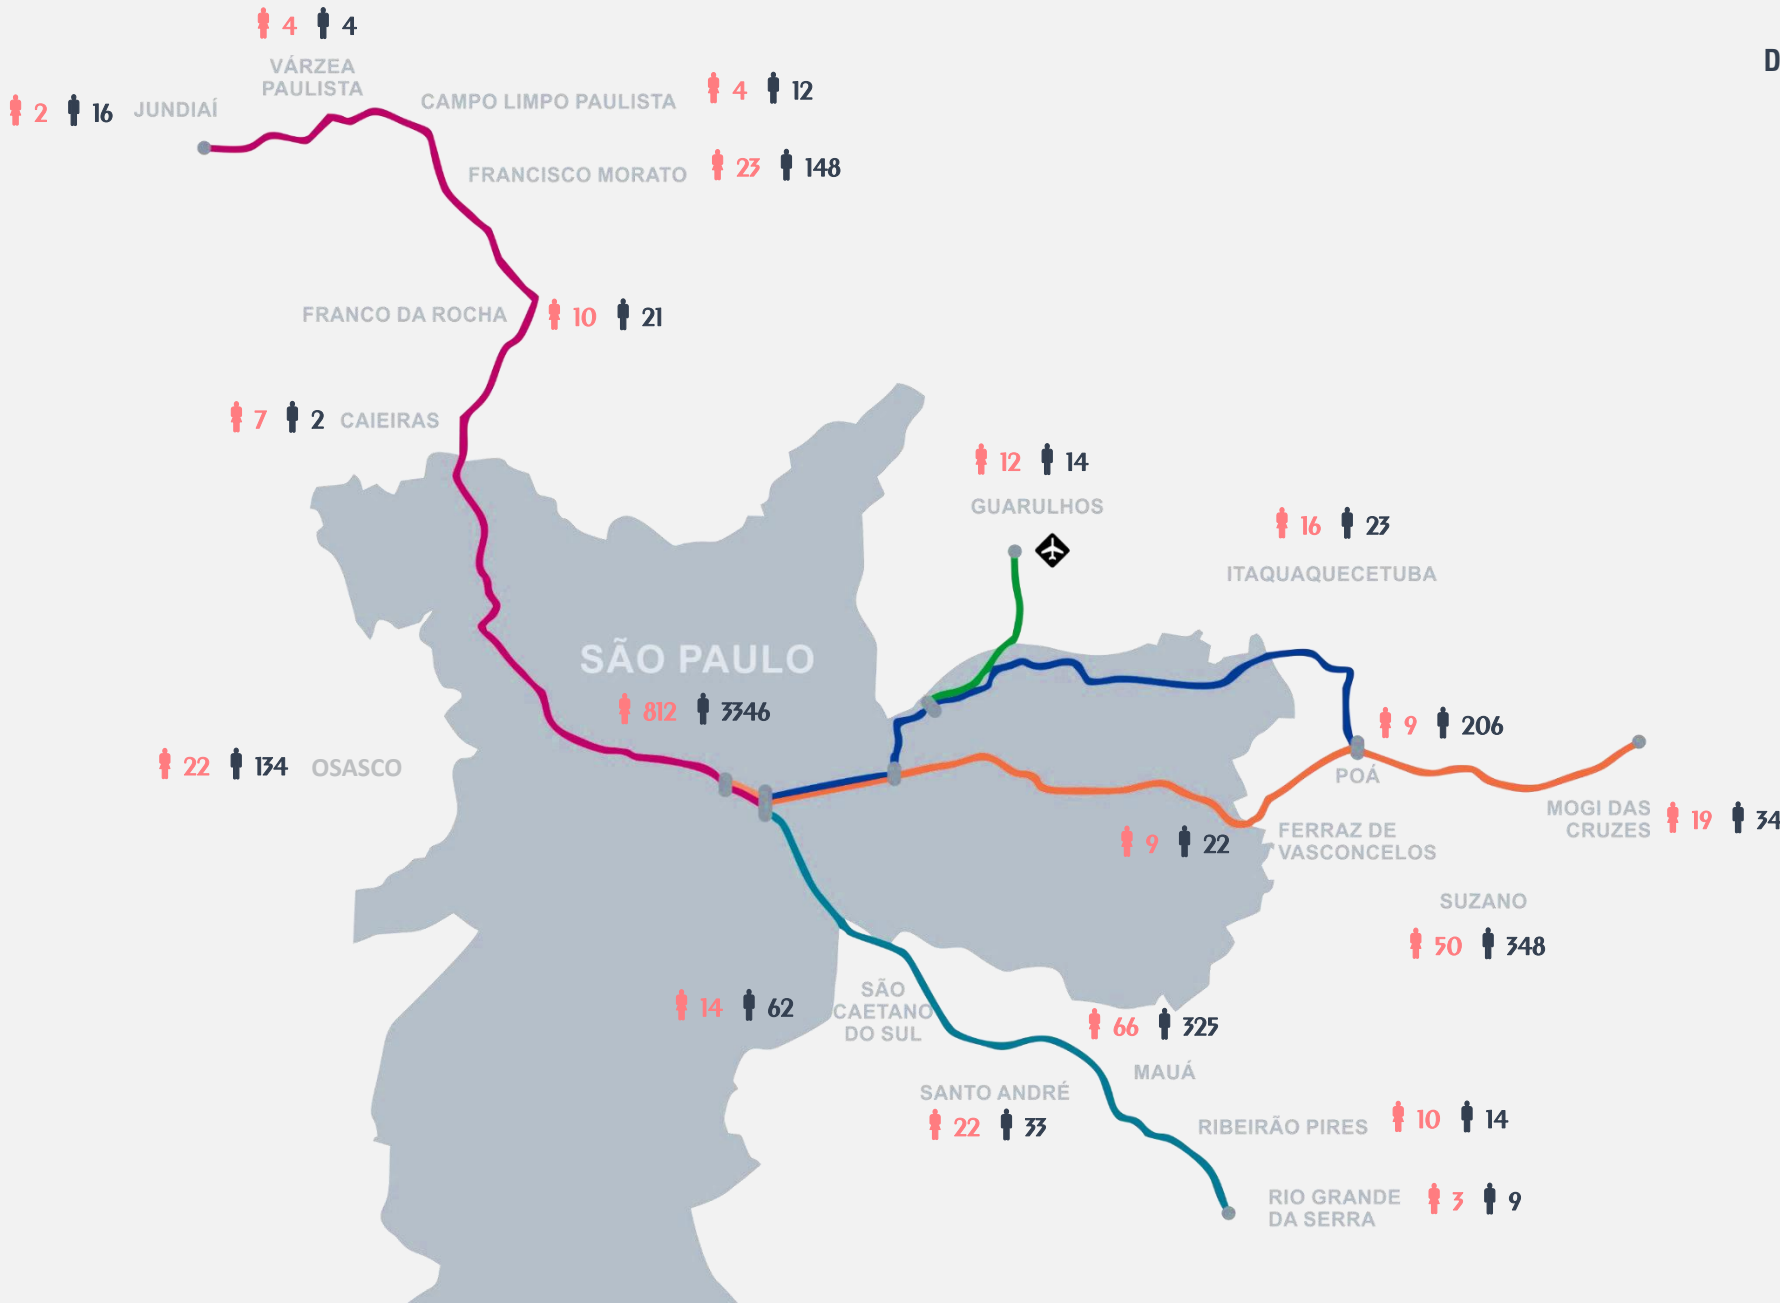 4 4
VÁRZEA
PAULISTA
D
2 16 JUNDIAÍ
CAMPO LIMPO PAULISTA 4 12
FRANCISCO MORATO 23 148
FRANCO DA ROCHA 10 21
7 2 CAIEIRAS
12 14
GUARULHOS
16 23
ITAQUAQUECETUBA
SÃO PAULO
812 3346
9 206
POÁ
22 134 OSASCO
MOGI DAS
CRUZES 19 34
9 22
FERRAZ DE
VASCONCELOS
SUZANO
50 348
14 62
SÃO
CAETANO
DO SUL
66 325
MAUÁ
SANTO ANDRÉ
22 33
RIBEIRÃO PIRES 10 14
RIO GRANDE
DA SERRA
3 9